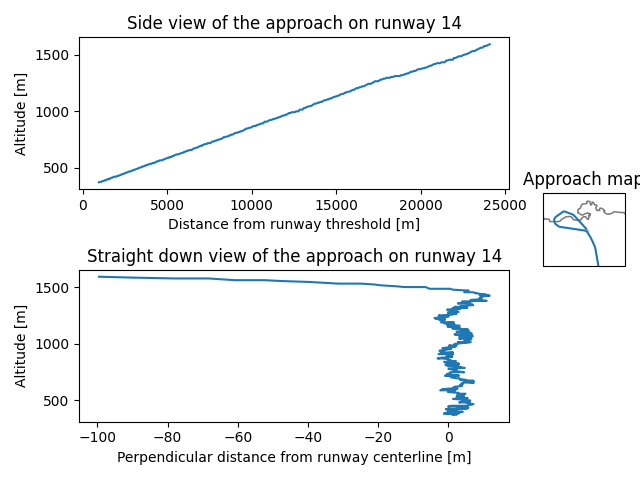 Side view of the approach on runway 14
Altitude [m]
1500
1000
500
0
5000
10000
15000
20000
25000
Distance from runway threshold [m]
Approach map
Straight down view of the approach on runway 14
Altitude [m]
1500
1000
500
−100
−80
−60
−40
−20
0
Perpendicular distance from runway centerline [m]